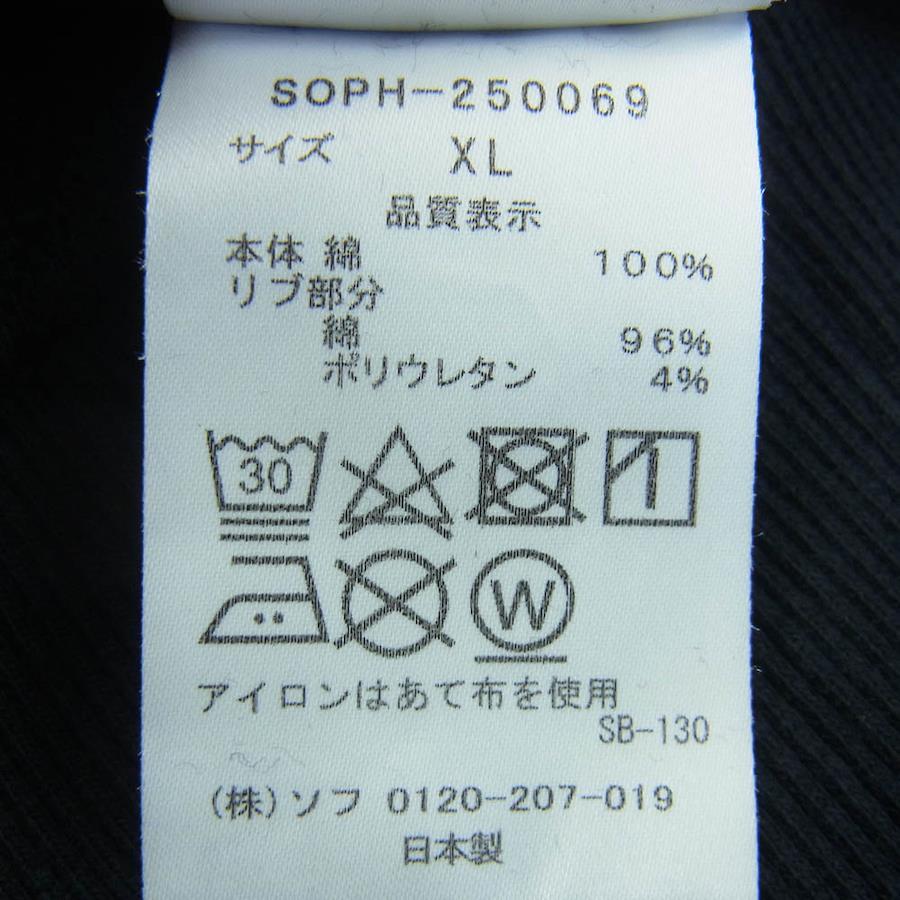 SOPH-250069
サイズ XL
品質表示
本体 綿 100%
リブ部分
綿 96%
ポリウレタン 4%
30
W
アイロンはあて布を使用
SB-130
(株)ソフ 0120-207-019
日本製